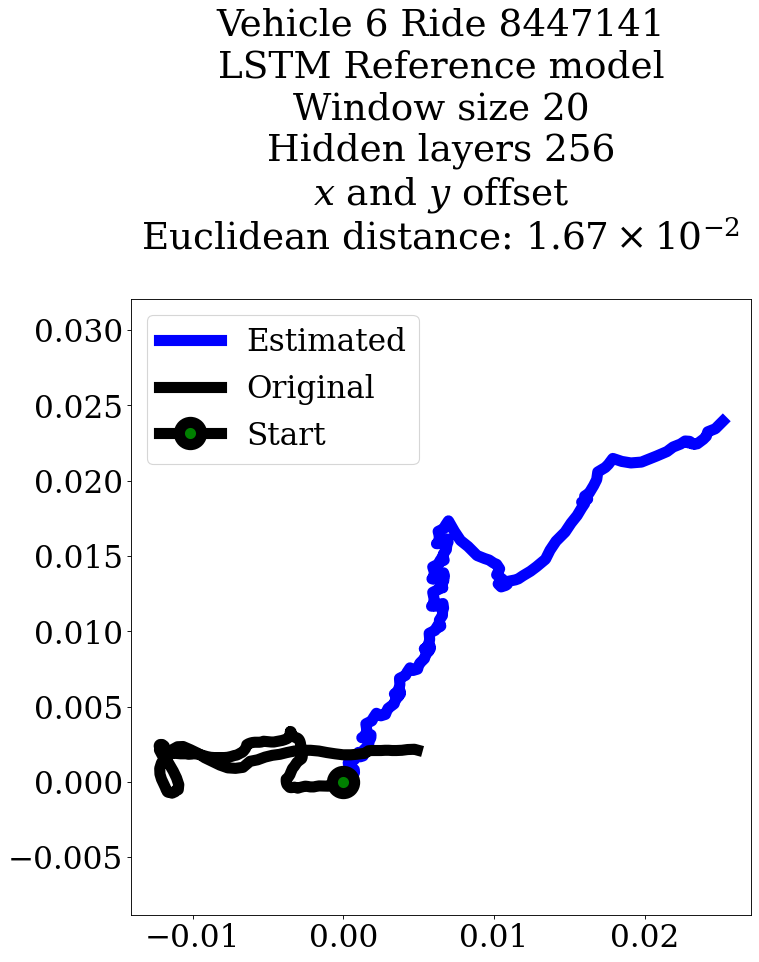 Vehicle 6 Ride 8447141
LSTM Reference model
Window size 20
Hidden layers 256
x and y offset
Euclidean distance: 1.67 × 10⁻²
Estimated
Original
Start
0.030
0.025
0.020
0.015
0.010
0.005
0.000
−0.005
−0.01 0.00 0.01 0.02